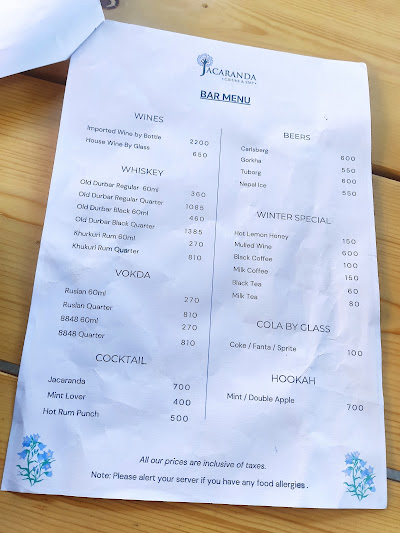 JACARANDA
BAR MENU
WINES
Imported Wine by Bottle 2200
House Wine By Glass 650
WHISKEY
Old Durbar Regular 60ml 360
Old Durbar Regular Quarter 1085
Old Durbar Black 60ml 460
Old Durbar Black Quarter 1385
Khurkuri Rum 60ml 270
Khukuri Rum Quarter 810
VOKDA
Ruslan 60ml 270
Ruslan Quarter 810
8848 60ml 270
8848 Quarter 810
COCKTAIL
Jacaranda 700
Mint Lover 400
Hot Rum Punch 500
BEERS
Carlsberg 600
Gorkha 550
Tuborg 600
Nepal Ice 550
WINTER SPECIAL
Hot Lemon Honey 150
Mulled Wine 600
Black Coffee 100
Milk Coffee 150
Black Tea 60
Milk Tea 80
COLA BY GLASS
Coke / Fanta / Sprite 100
HOOKAH
Mint / Double Apple 700
All our prices are inclusive of taxes.
Note: Please alert your server if you have any food allergies .